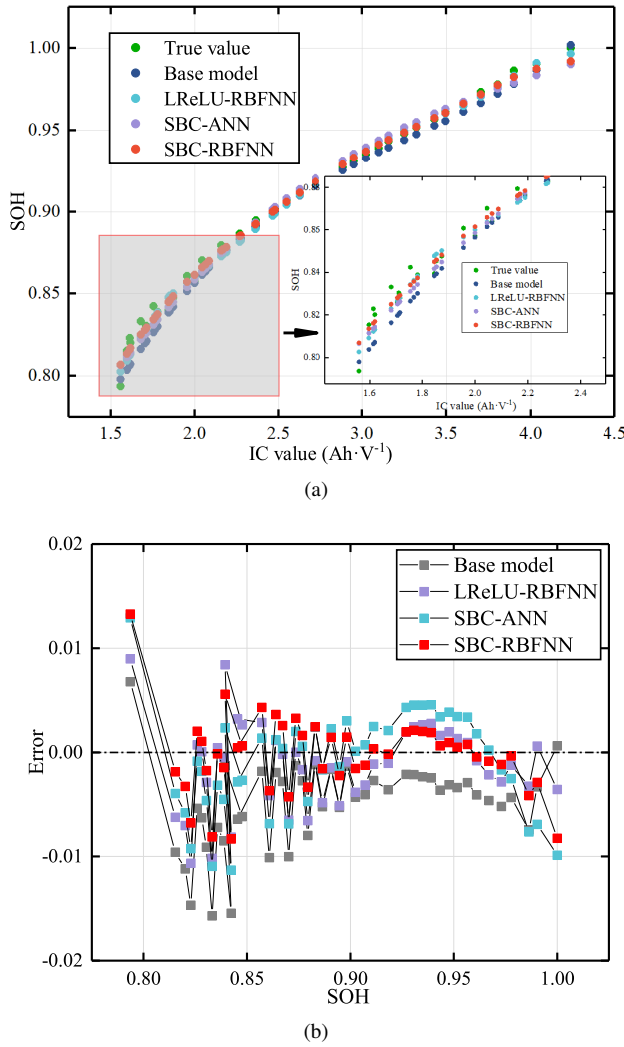 1.00
0.95
0.90
0.85
0.80
SOH
True value
Base model
LReLU-RBFNN
SBC-ANN
SBC-RBFNN
0.88
0.86
0.84
0.82
0.80
SOH
True value
Base model
LReLU-RBFNN
SBC-ANN
SBC-RBFNN
1.6 1.8 2.0 2.2 2.4
IC value (Ah·V-1)
1.5 2.0 2.5 3.0 3.5 4.0 4.5
IC value (Ah·V-1)
(a)
0.02
0.01
0.00
-0.01
-0.02
Error
Base model
LReLU-RBFNN
SBC-ANN
SBC-RBFNN
0.80 0.85 0.90 0.95 1.00
SOH
(b)